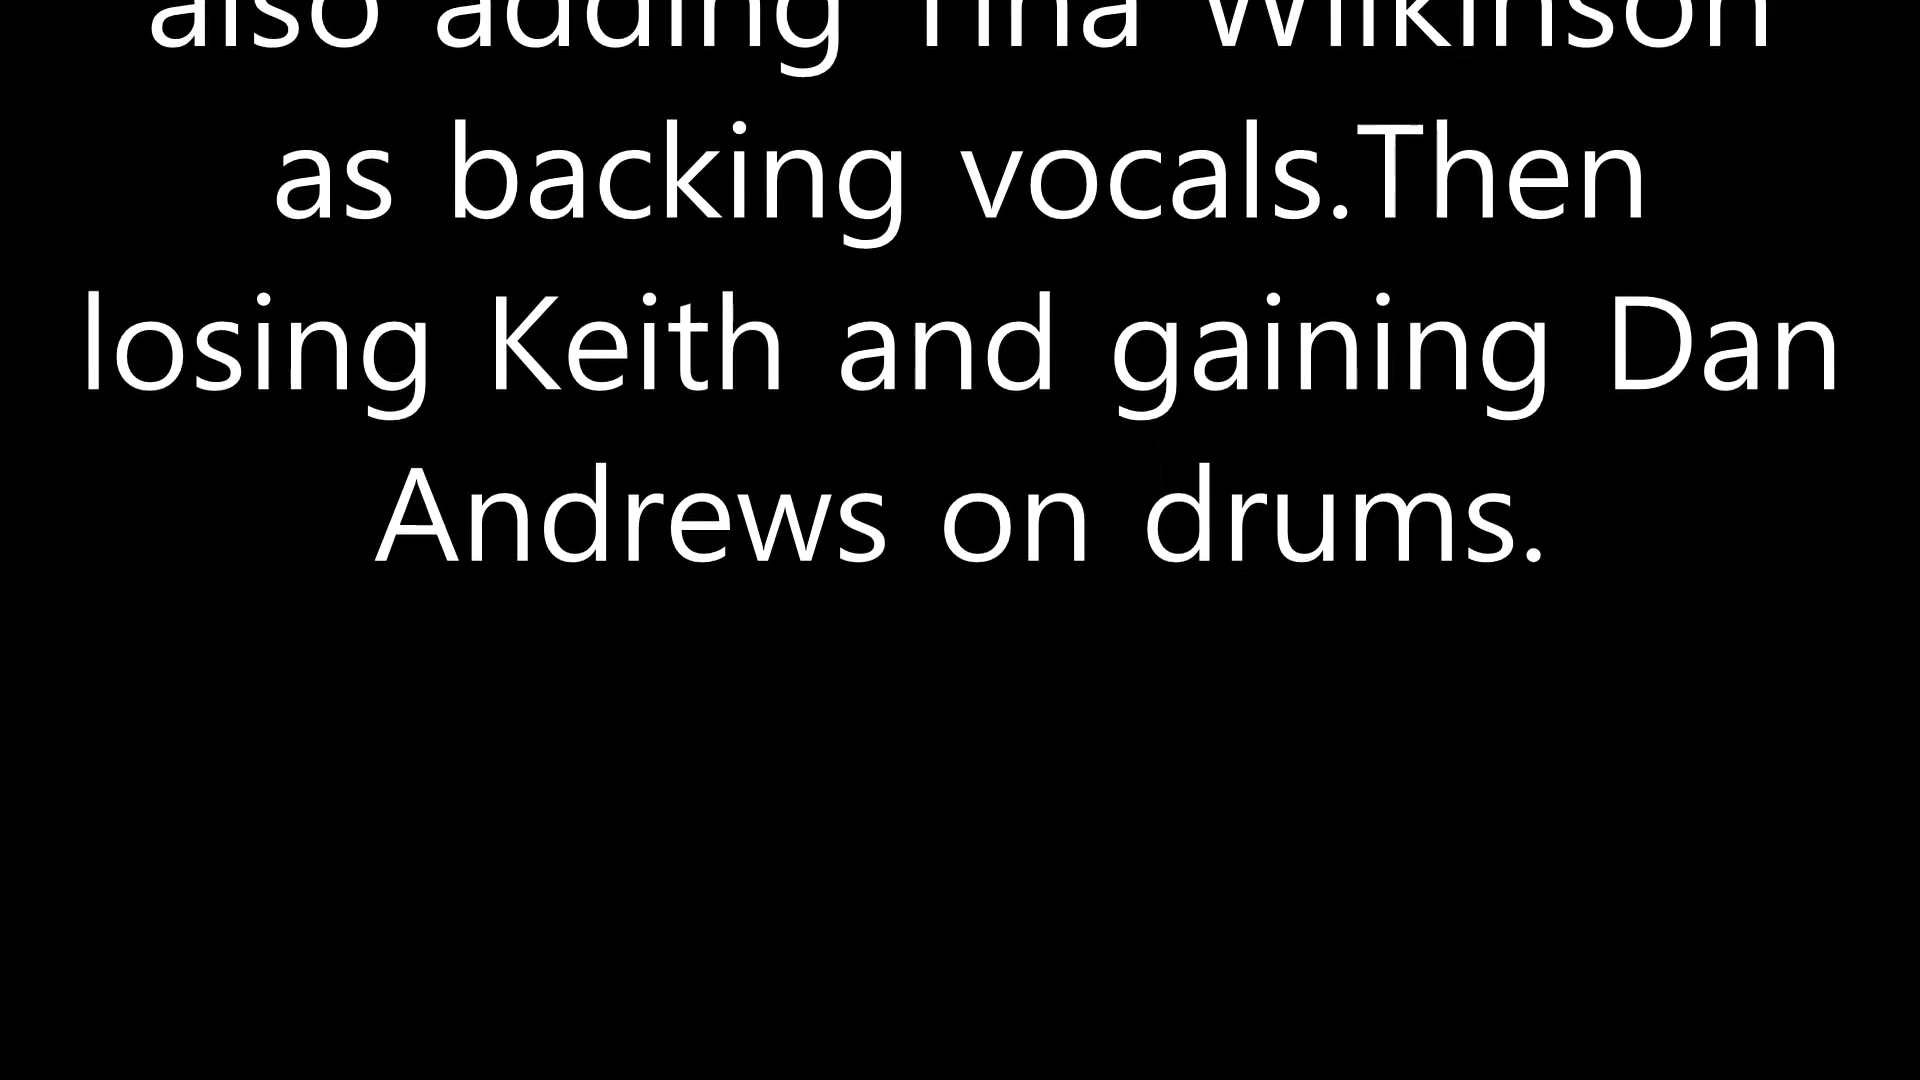 also adding Tina Wilkinson
as backing vocals.Then
losing Keith and gaining Dan
Andrews on drums.